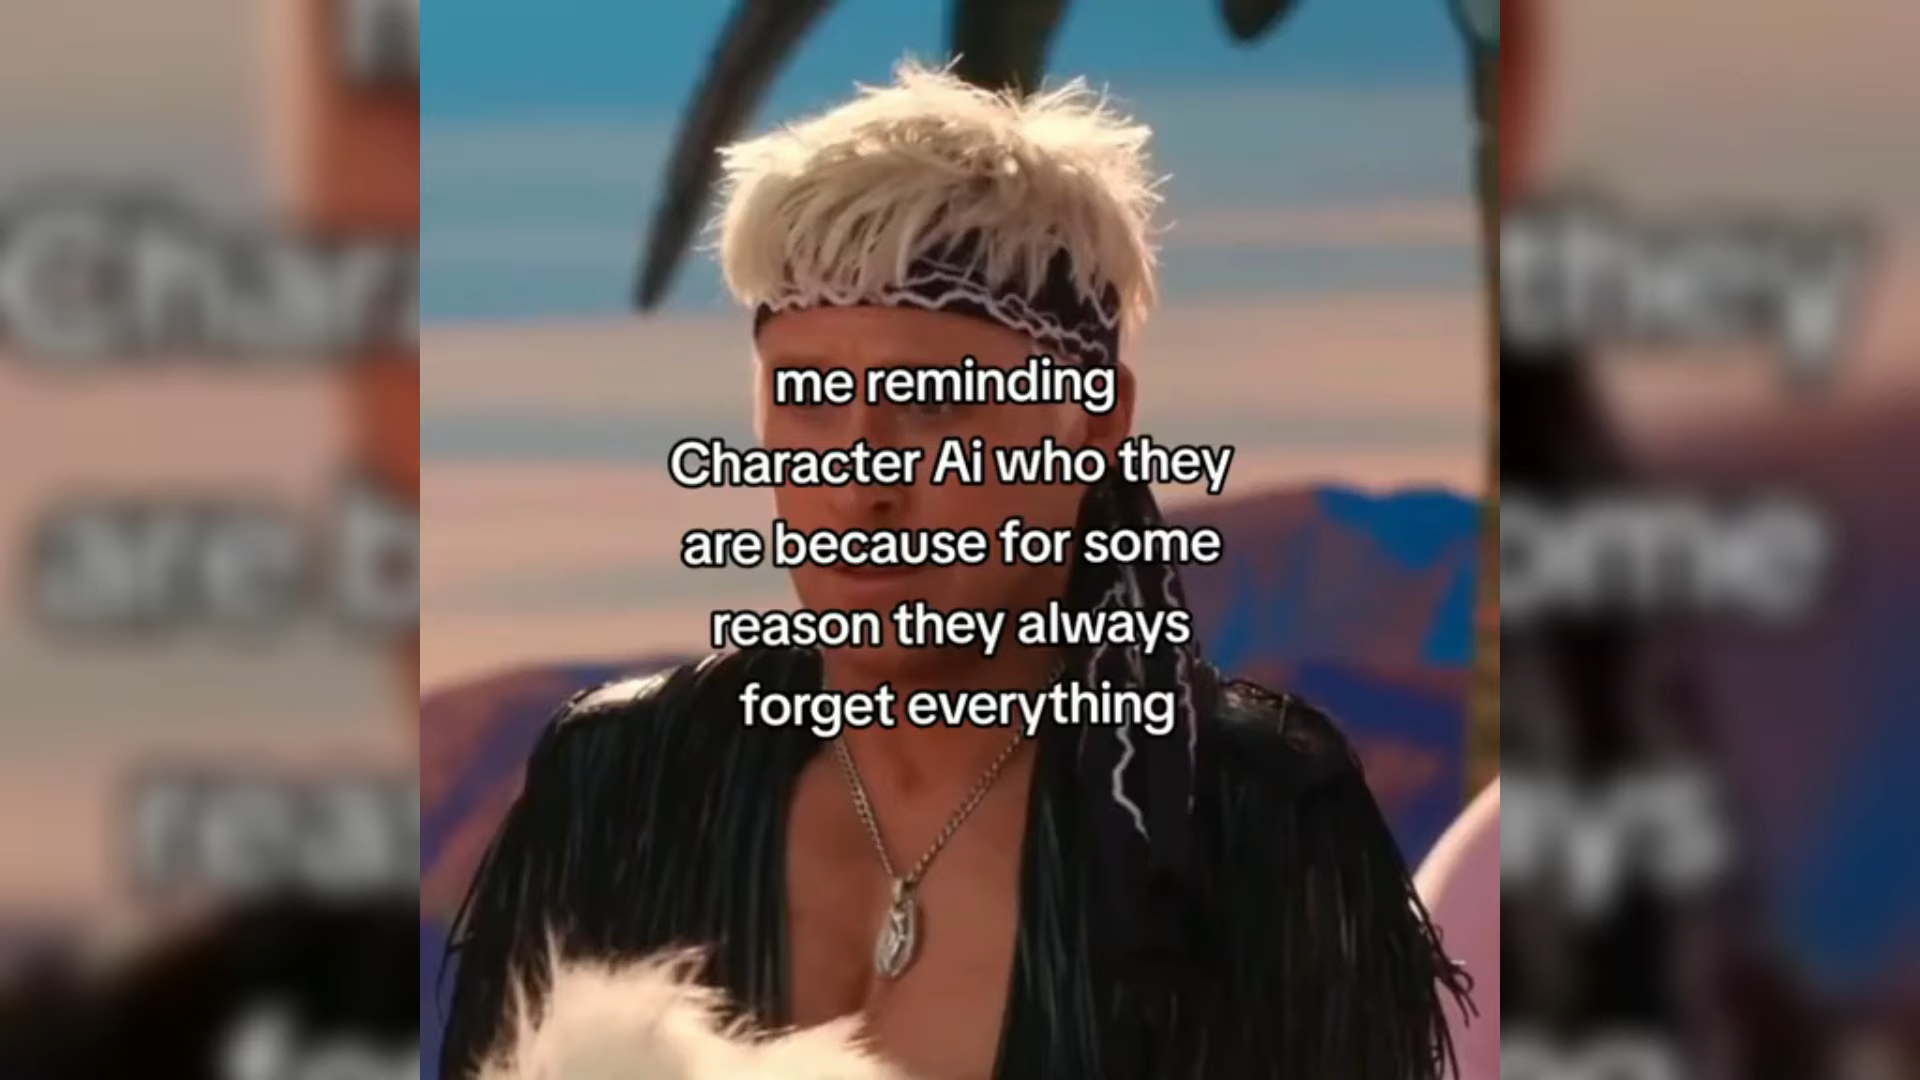 me reminding
Character Ai who they
are because for some
reason they always
forget everything